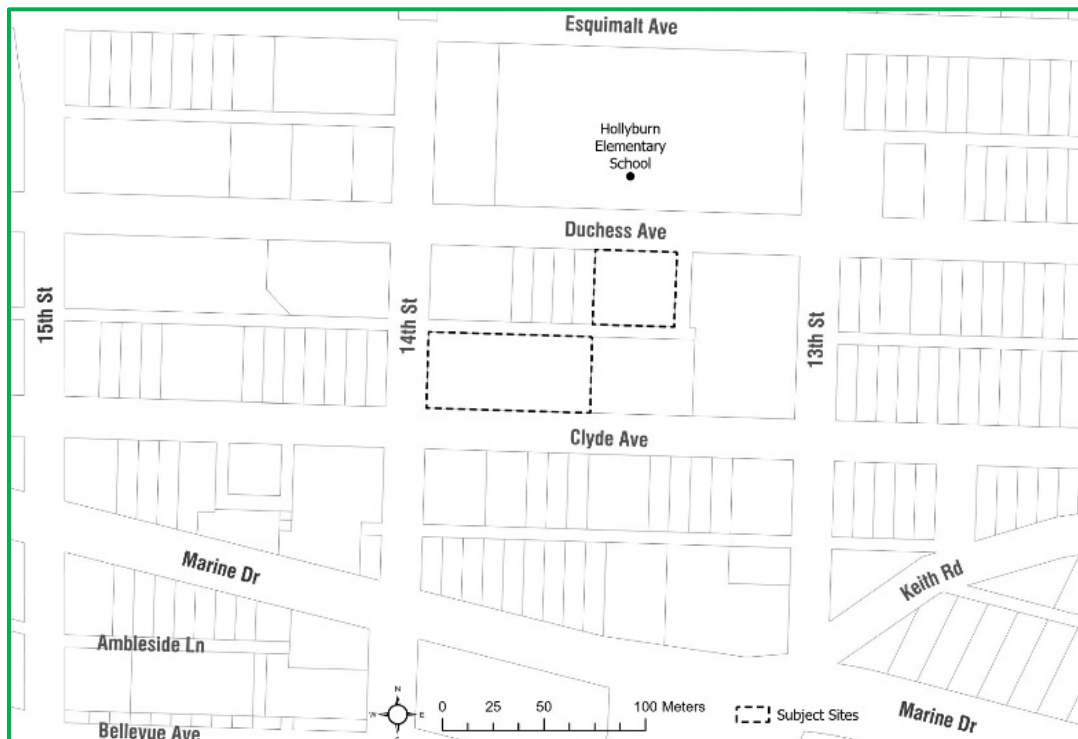 Esquimalt Ave
Hollyburn
Elementary
School
Duchess Ave
15th St
14th St
13th St
Clyde Ave
Marine Dr
Keith Rd
Ambleside Ln
N
W E
0 25 50 100 Meters
Subject Sites
Marine Dr
Bellevue Ave